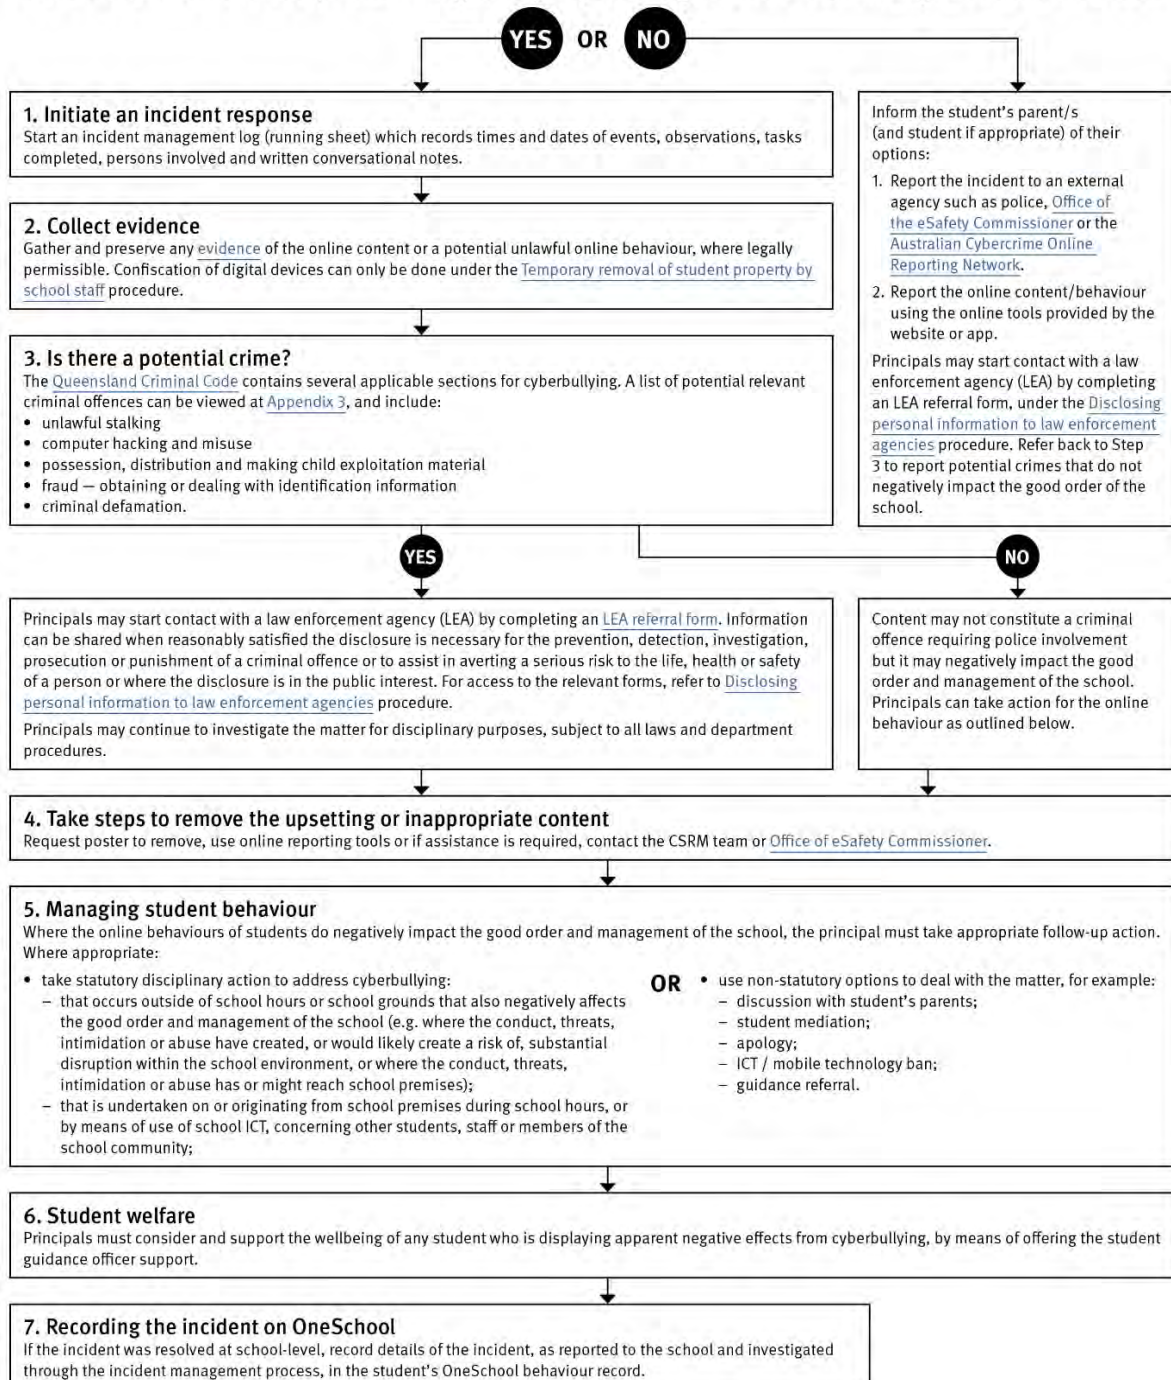 YES OR NO
1. Initiate an incident response
Start an incident management log (running sheet) which records times and dates of events, observations, tasks
completed, persons involved and written conversational notes.
2. Collect evidence
Gather and preserve any evidence of the online content or a potential unlawful online behaviour, where legally
permissible. Confiscation of digital devices can only be done under the Temporary removal of student property by
school staff procedure.
3. Is there a potential crime?
The Queensland Criminal Code contains several applicable sections for cyberbullying. A list of potential relevant
criminal offences can be viewed at Appendix 3, and include:
• unlawful stalking
• computer hacking and misuse
• possession, distribution and making child exploitation material
• fraud — obtaining or dealing with identification information
• criminal defamation.
Inform the student's parent/s
(and student if appropriate) of their
options:
1. Report the incident to an external
agency such as police, Office of
the eSafety Commissioner or the
Australian Cybercrime Online
Reporting Network.
2. Report the online content/behaviour
using the online tools provided by the
website or app.
Principals may start contact with a law
enforcement agency (LEA) by completing
an LEA referral form, under the Disclosing
personal information to law enforcement
agencies procedure. Refer back to Step
3 to report potential crimes that do not
negatively impact the good order of the
school.
YES
NO
Principals may start contact with a law enforcement agency (LEA) by completing an LEA referral form. Information
can be shared when reasonably satisfied the disclosure is necessary for the prevention, detection, investigation,
prosecution or punishment of a criminal offence or to assist in averting a serious risk to the life, health or safety
of a person or where the disclosure is in the public interest. For access to the relevant forms, refer to Disclosing
personal information to law enforcement agencies procedure.
Principals may continue to investigate the matter for disciplinary purposes, subject to all laws and department
procedures.
Content may not constitute a criminal
offence requiring police involvement
but it may negatively impact the good
order and management of the school.
Principals can take action for the online
behaviour as outlined below.
4. Take steps to remove the upsetting or inappropriate content
Request poster to remove, use online reporting tools or if assistance is required, contact the CSRM team or Office of eSafety Commissioner.
5. Managing student behaviour
Where the online behaviours of students do negatively impact the good order and management of the school, the principal must take appropriate follow-up action.
Where appropriate:
• take statutory disciplinary action to address cyberbullying:
– that occurs outside of school hours or school grounds that also negatively affects
the good order and management of the school (e.g. where the conduct, threats,
intimidation or abuse have created, or would likely create a risk of, substantial
disruption within the school environment, or where the conduct, threats,
intimidation or abuse has or might reach school premises);
– that is undertaken on or originating from school premises during school hours, or
by means of use of school ICT, concerning other students, staff or members of the
school community;
OR
• use non-statutory options to deal with the matter, for example:
– discussion with student's parents;
– student mediation;
– apology;
– ICT / mobile technology ban;
– guidance referral.
6. Student welfare
Principals must consider and support the wellbeing of any student who is displaying apparent negative effects from cyberbullying, by means of offering the student
guidance officer support.
7. Recording the incident on OneSchool
If the incident was resolved at school-level, record details of the incident, as reported to the school and investigated
through the incident management process, in the student's OneSchool behaviour record.